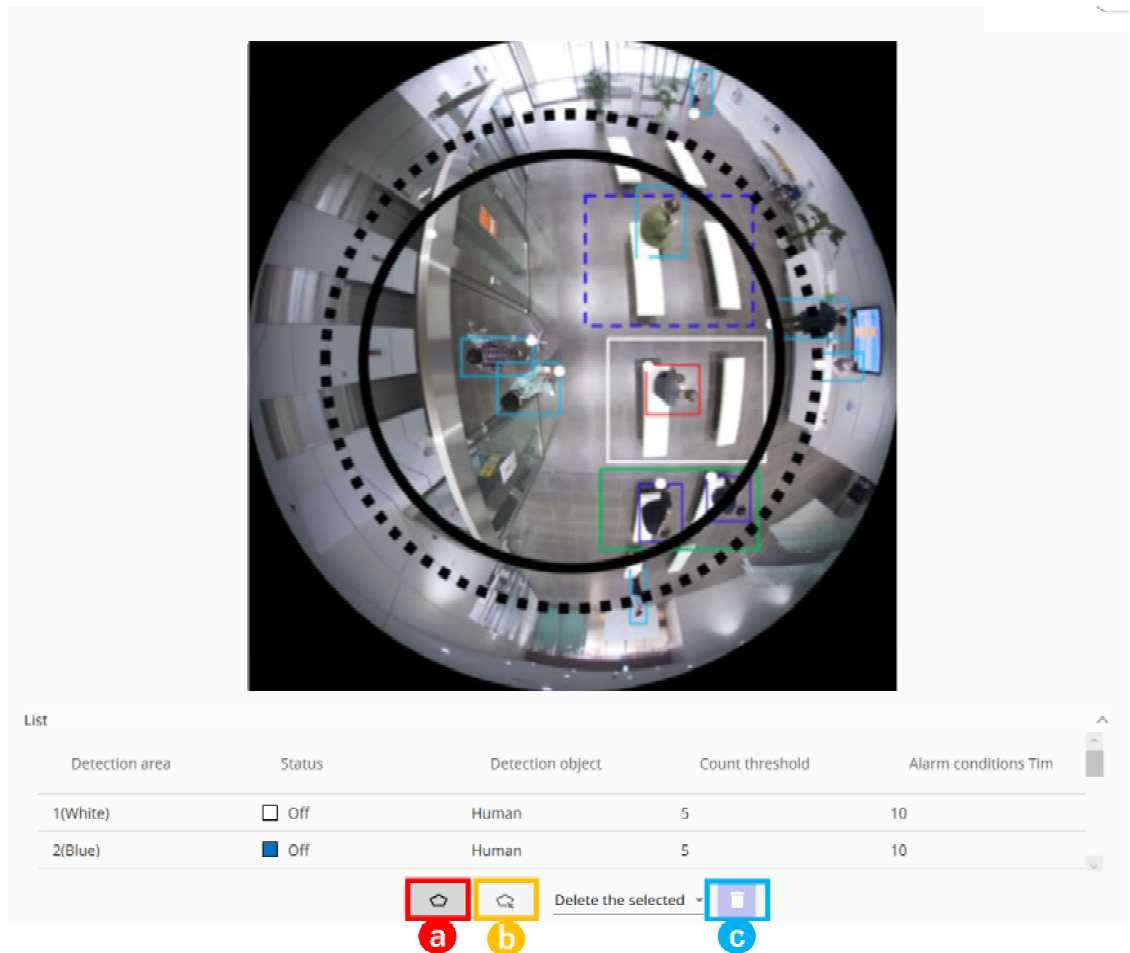 List
Detection area Status Detection object Count threshold Alarm conditions Tim
1(White) Off Human 5 10
2(Blue) Off Human 5 10
Delete the selected
a b c